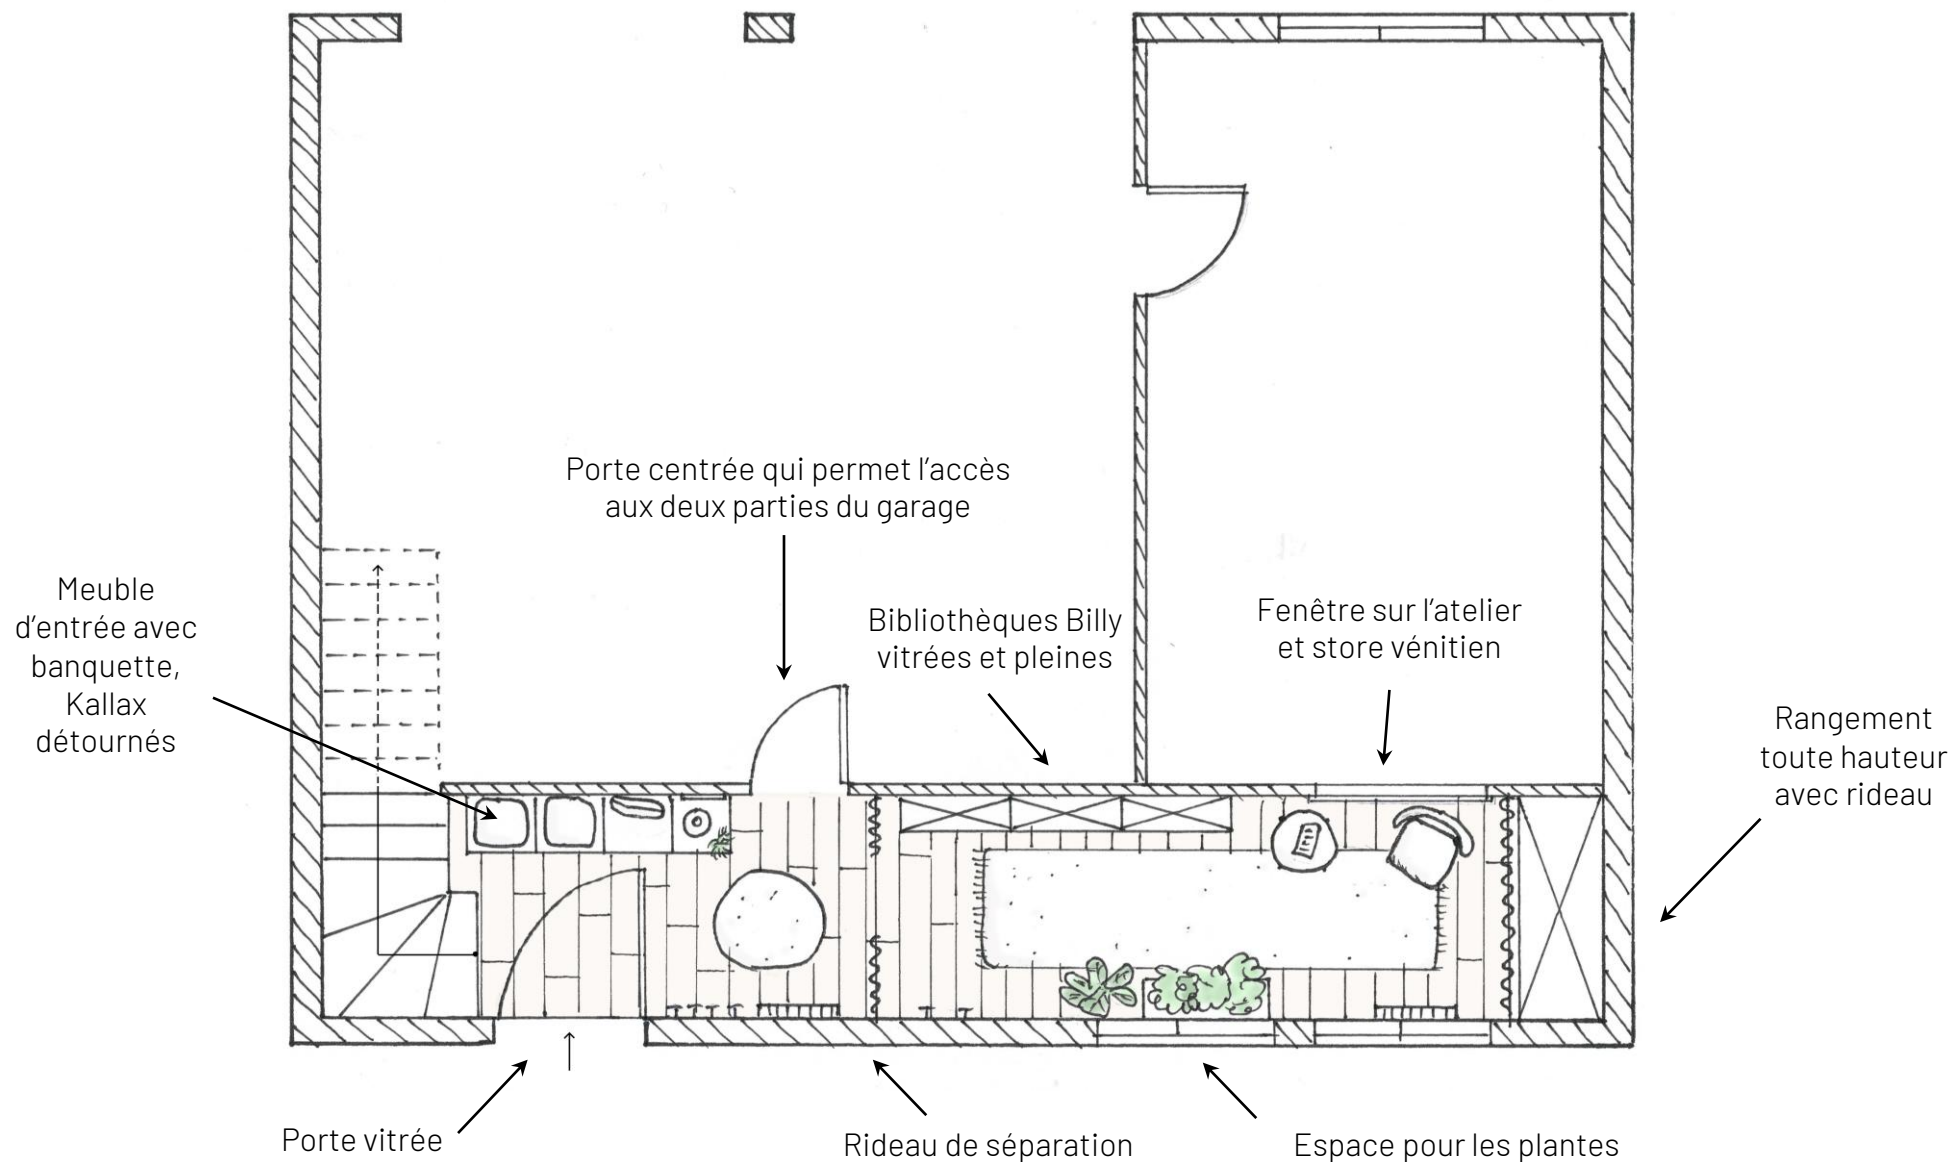 Porte centrée qui permet l'accès
aux deux parties du garage
Meuble
d'entrée avec
banquette,
Kallax
détournés
Bibliothèques Billy
vitrées et pleines
Fenêtre sur l'atelier
et store vénitien
Rangement
toute hauteur
avec rideau
Porte vitrée
Rideau de séparation
Espace pour les plantes